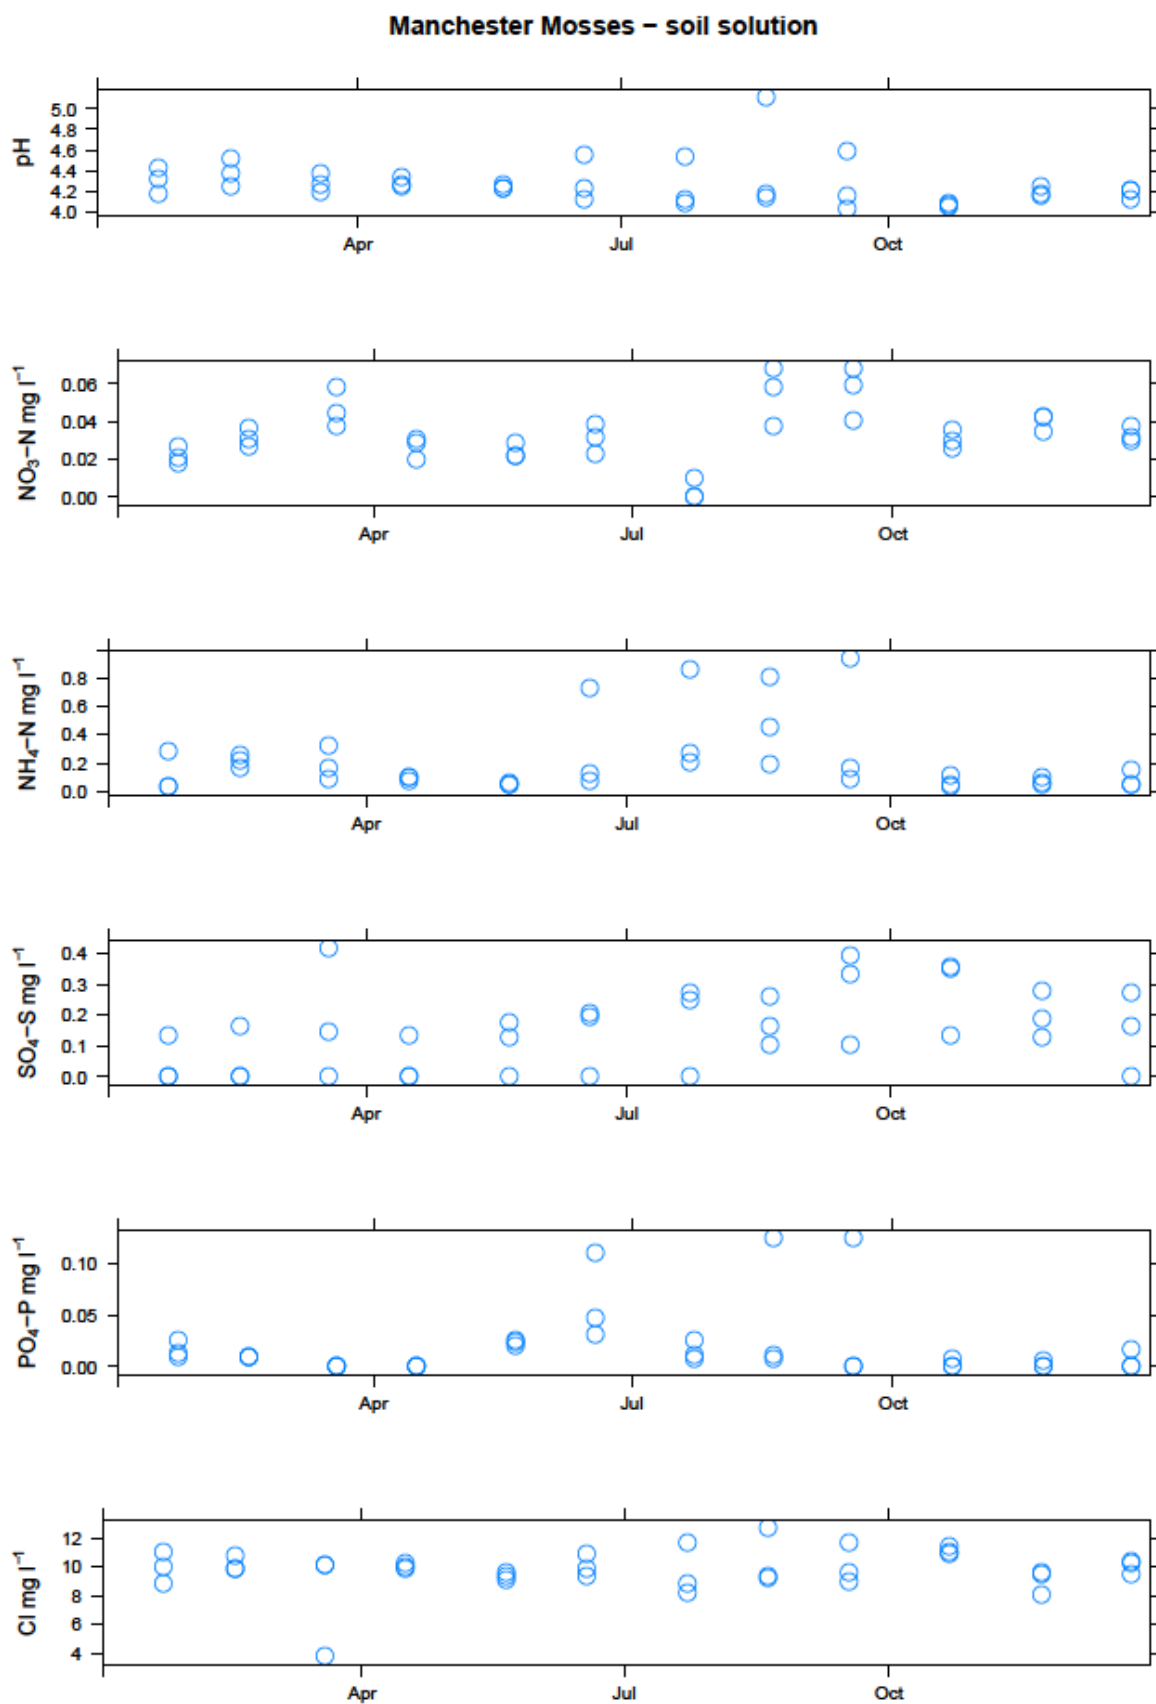 Manchester Mosses − soil solution
pH
5.0
4.8
4.6
4.4
4.2
4.0
Apr Jul Oct
NO₃−N mg l⁻¹
0.06
0.04
0.02
0.00
Apr Jul Oct
NH₄−N mg l⁻¹
0.8
0.6
0.4
0.2
0.0
Apr Jul Oct
SO₄−S mg l⁻¹
0.4
0.3
0.2
0.1
0.0
Apr Jul Oct
PO₄−P mg l⁻¹
0.10
0.05
0.00
Apr Jul Oct
Cl mg l⁻¹
12
10
8
6
4
Apr Jul Oct